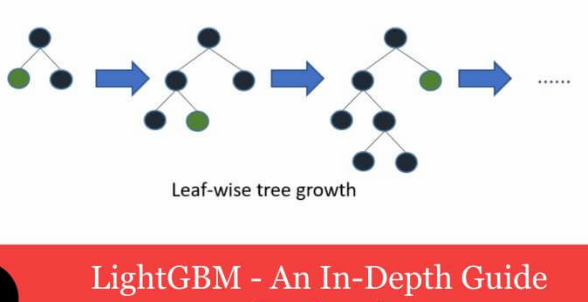 ......
Leaf-wise tree growth
LightGBM - An In-Depth Guide